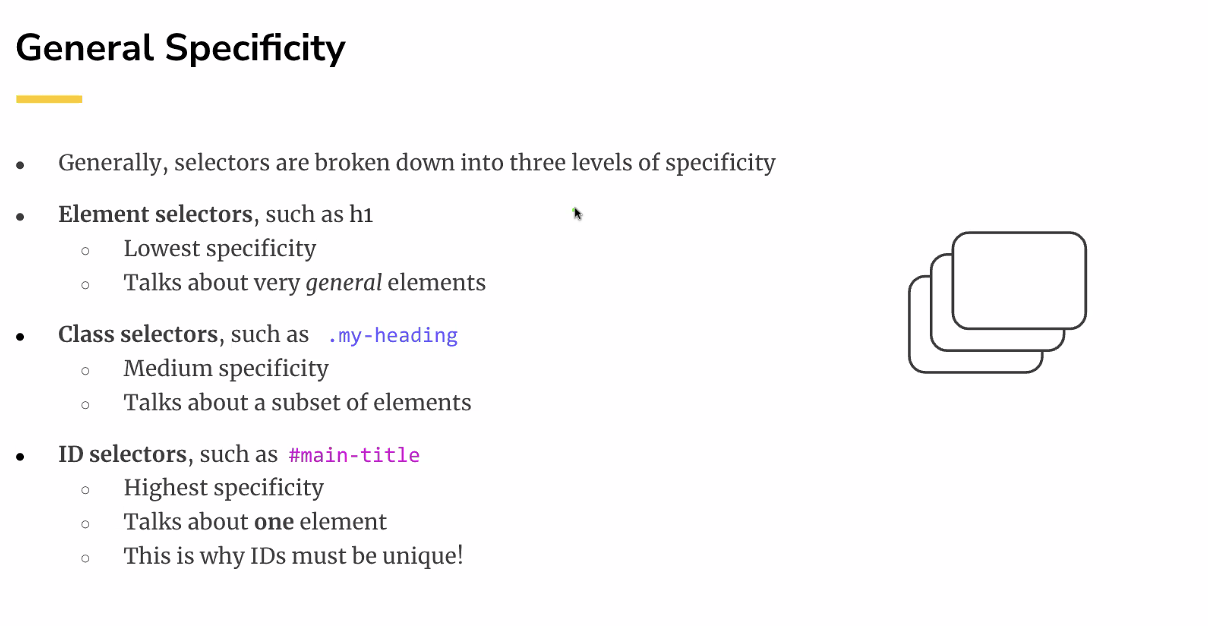 General Specificity
● Generally, selectors are broken down into three levels of specificity
● Element selectors, such as h1
○ Lowest specificity
○ Talks about very general elements
● Class selectors, such as .my-heading
○ Medium specificity
○ Talks about a subset of elements
● ID selectors, such as #main-title
○ Highest specificity
○ Talks about one element
○ This is why IDs must be unique!